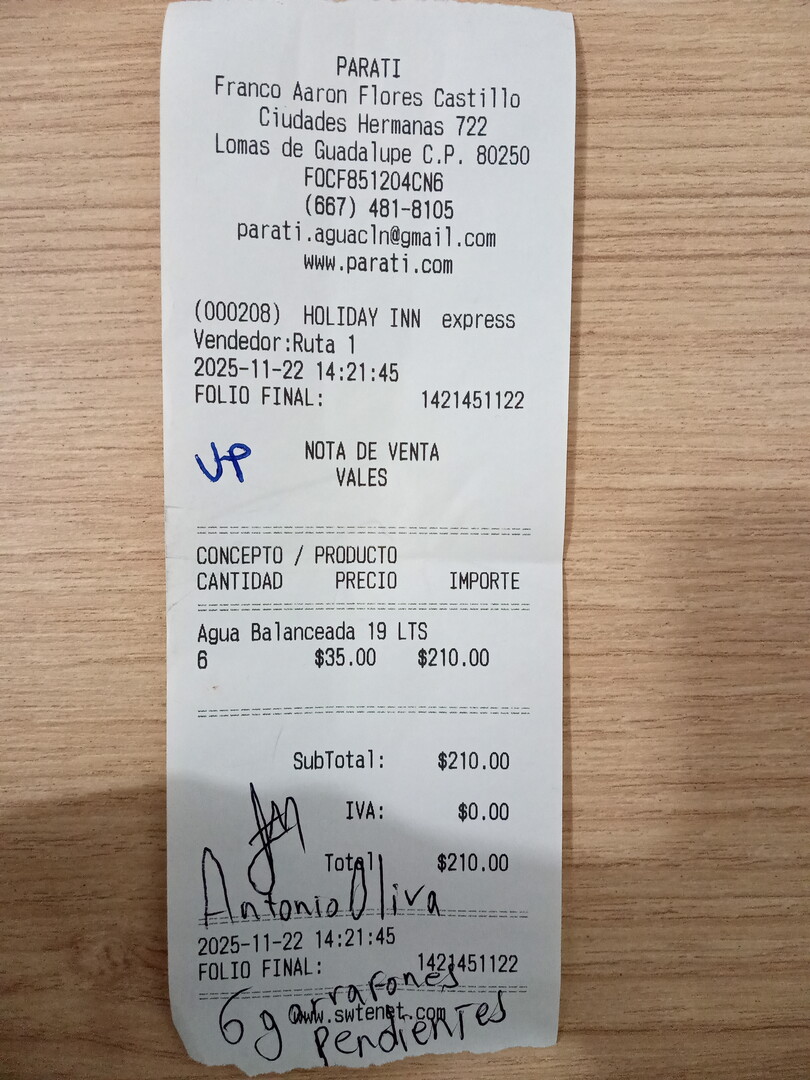 PARATI
Franco Aaron Flores Castillo
Ciudades Hermanas 722
Lomas de Guadalupe C.P. 80250
FOCF851204CN6
(667) 481-8105
parati.aguacln@gmail.com
www.parati.com
(000208) HOLIDAY INN express
Vendedor:Ruta 1
2025-11-22 14:21:45
FOLIO FINAL: 1421451122
NOTA DE VENTA
VALES
CONCEPTO / PRODUCTO
CANTIDAD PRECIO IMPORTE
Agua Balanceada 19 LTS
6 $35.00 $210.00
SubTotal: $210.00
IVA: $0.00
Total $210.00
Antonio Oliva
2025-11-22 14:21:45
FOLIO FINAL: 1421451122
6 garrafones
www.swtenet.com
pendientes